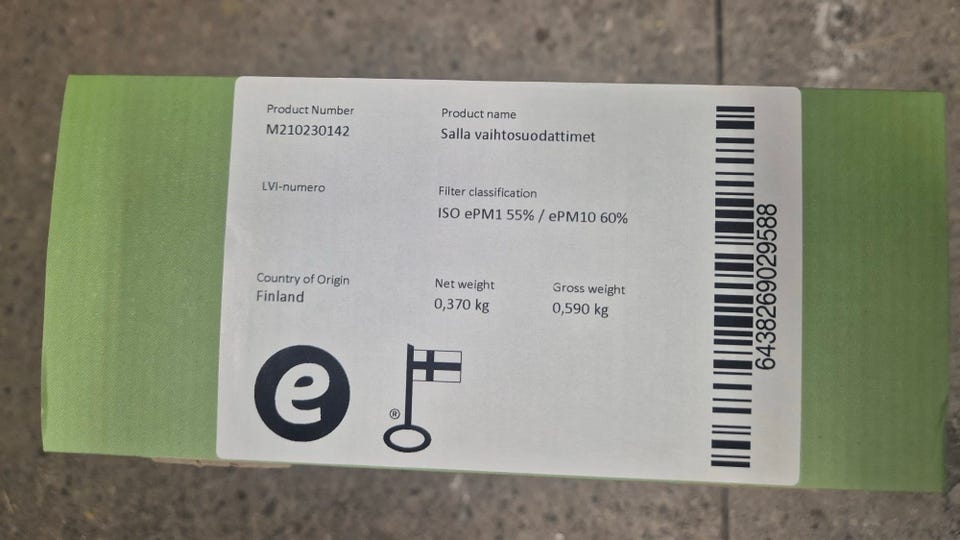 Product Number
M210230142
Product name
Salla vaihtosuodattimet
LVI-numero
Filter classification
ISO ePM1 55% / ePM10 60%
Country of Origin
Finland
Net weight
0,370 kg
Gross weight
0,590 kg
e
®
6438269029588